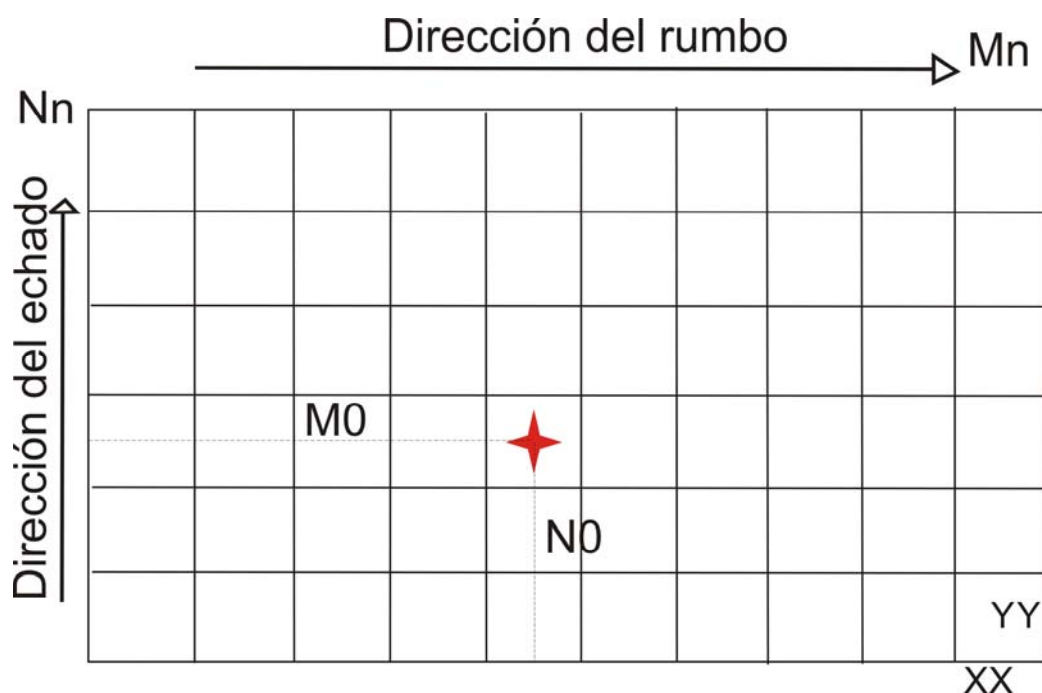 Dirección del rumbo
Mn
Nn
Dirección del echado
M0
N0
YY
XX